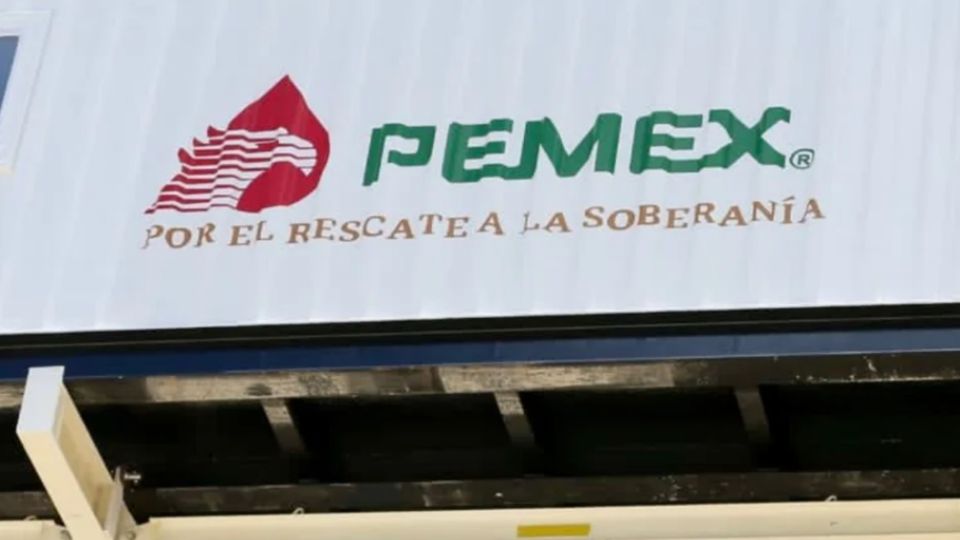 PEMEX®
POR EL RESCATE A LA SOBERANÍA